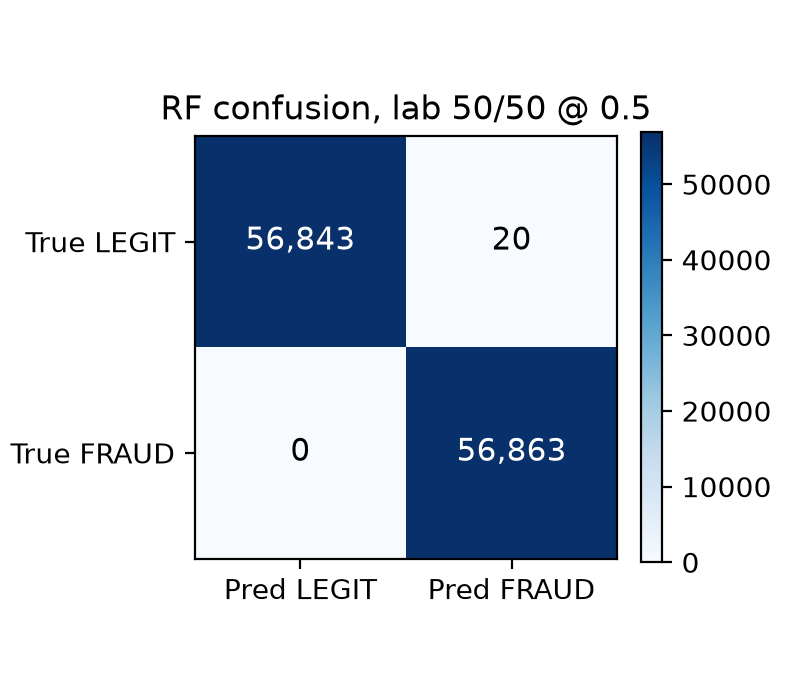 RF confusion, lab 50/50 @ 0.5
True LEGIT
56,843
20
True FRAUD
0
56,863
Pred LEGIT
Pred FRAUD
50000
40000
30000
20000
10000
0